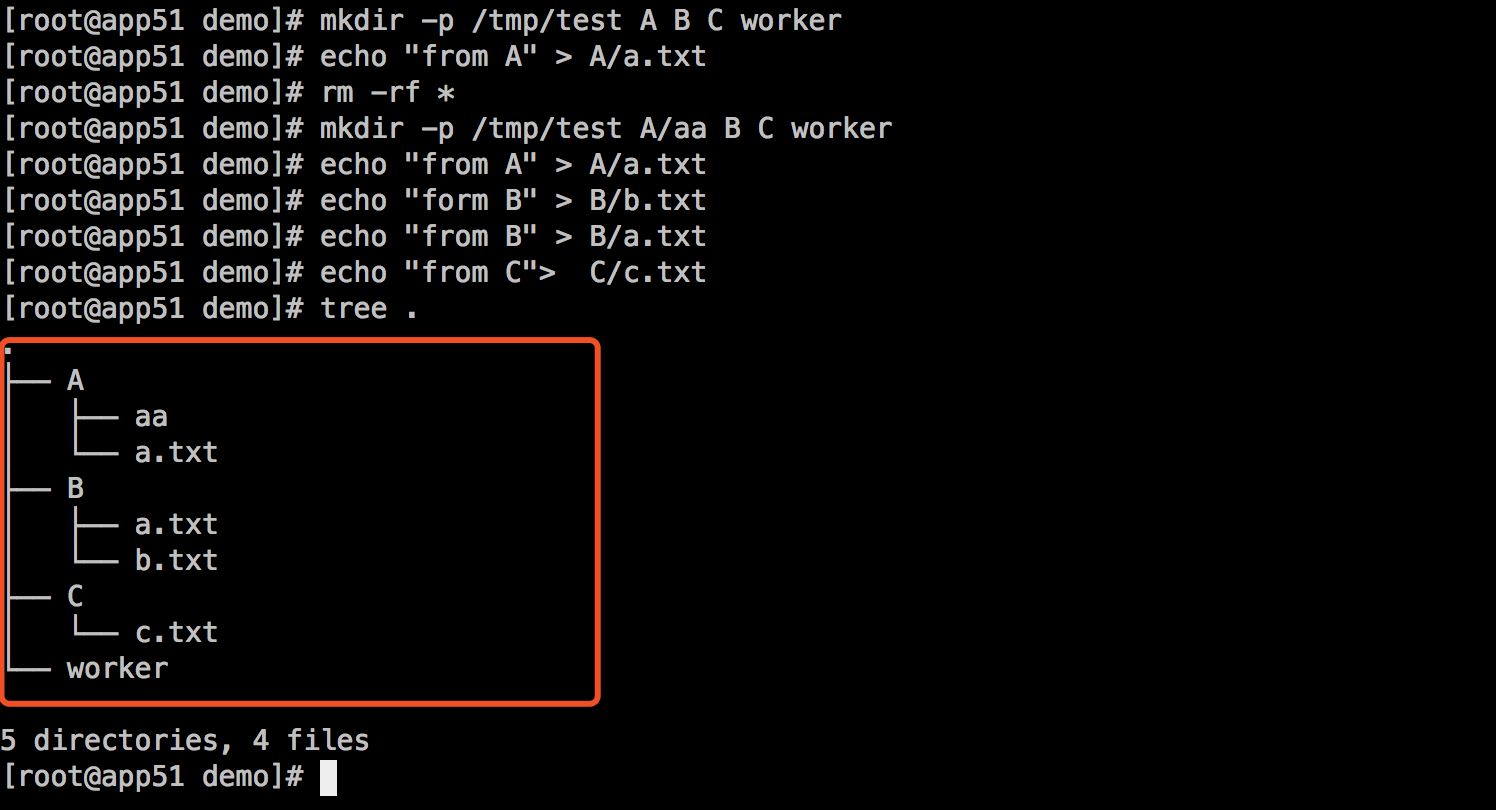 [root@app51 demo]# mkdir -p /tmp/test A B C worker
[root@app51 demo]# echo "from A" > A/a.txt
[root@app51 demo]# rm -rf *
[root@app51 demo]# mkdir -p /tmp/test A/aa B C worker
[root@app51 demo]# echo "from A" > A/a.txt
[root@app51 demo]# echo "form B" > B/b.txt
[root@app51 demo]# echo "from B" > B/a.txt
[root@app51 demo]# echo "from C">  C/c.txt
[root@app51 demo]# tree .
.
├── A
│   ├── aa
│   └── a.txt
├── B
│   ├── a.txt
│   └── b.txt
├── C
│   └── c.txt
└── worker
5 directories, 4 files
[root@app51 demo]#